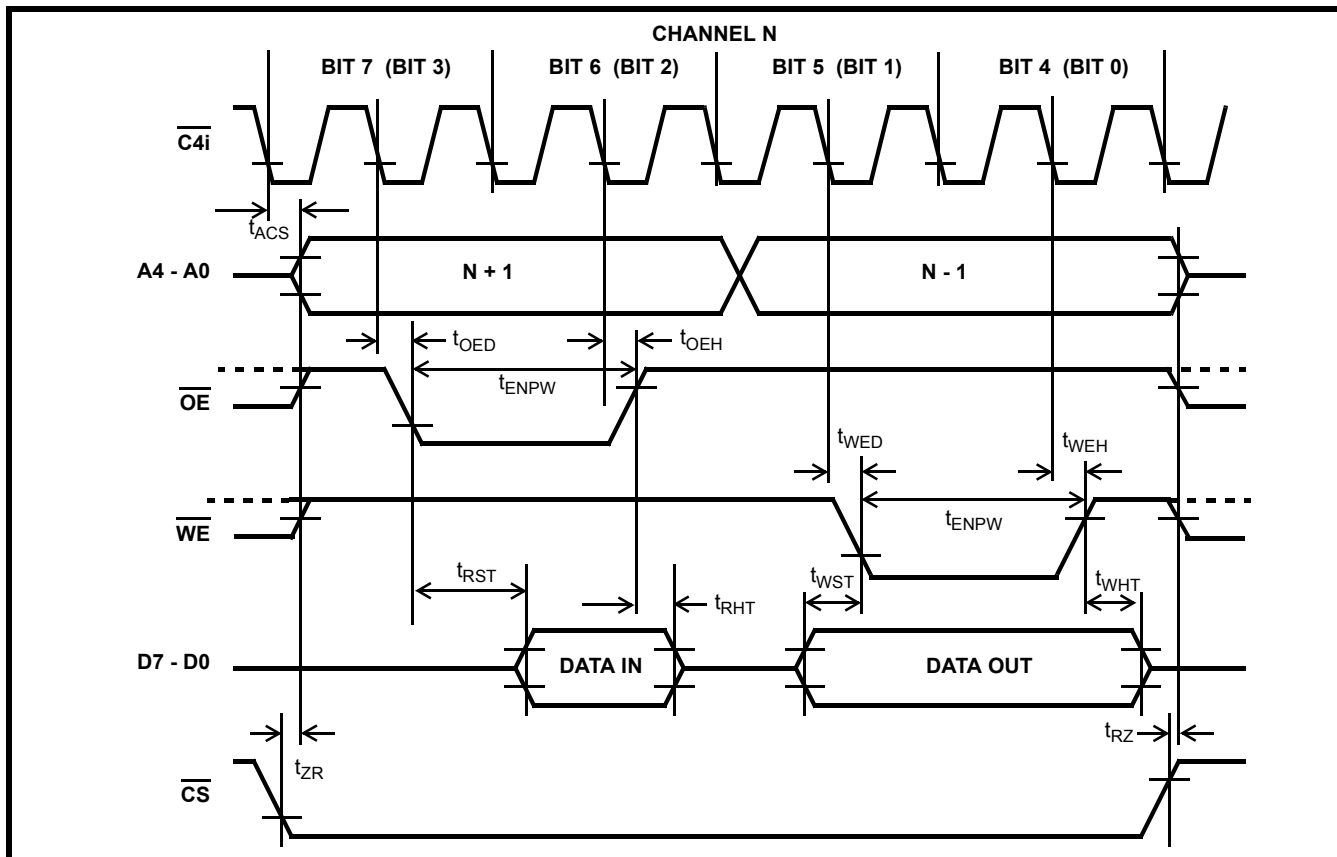 CHANNEL N
BIT 7 (BIT 3) BIT 6 (BIT 2) BIT 5 (BIT 1) BIT 4 (BIT 0)
C4i
tACS
A4 - A0 N + 1 N - 1
tOED tOEH
OE tENPW
tWED tWEH
WE tENPW
tRST tRHT tWST tWHT
D7 - D0 DATA IN DATA OUT
tZR tRZ
CS